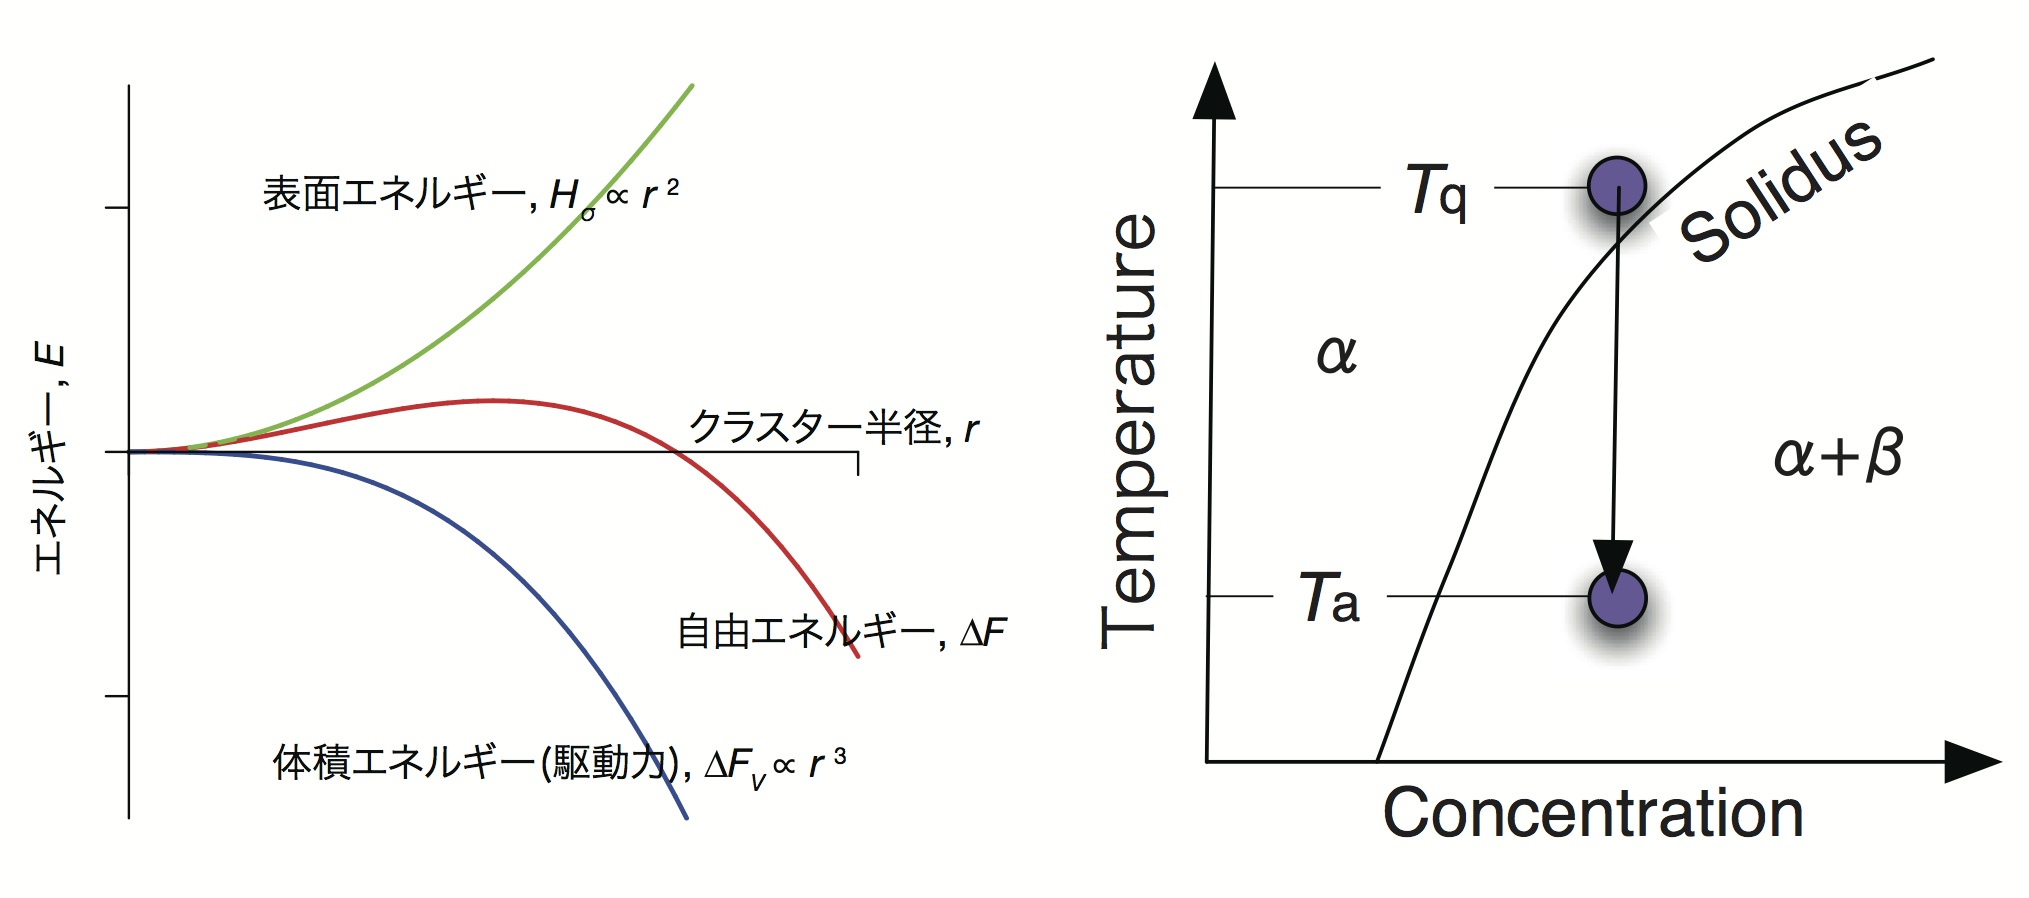 表面エネルギー, Hσ ∝ r ²
エネルギー, E
クラスター半径, r
自由エネルギー, ΔF
体積エネルギー(駆動力), ΔFV ∝ r ³
Temperature
Tq
Solidus
α
α+β
Ta
Concentration